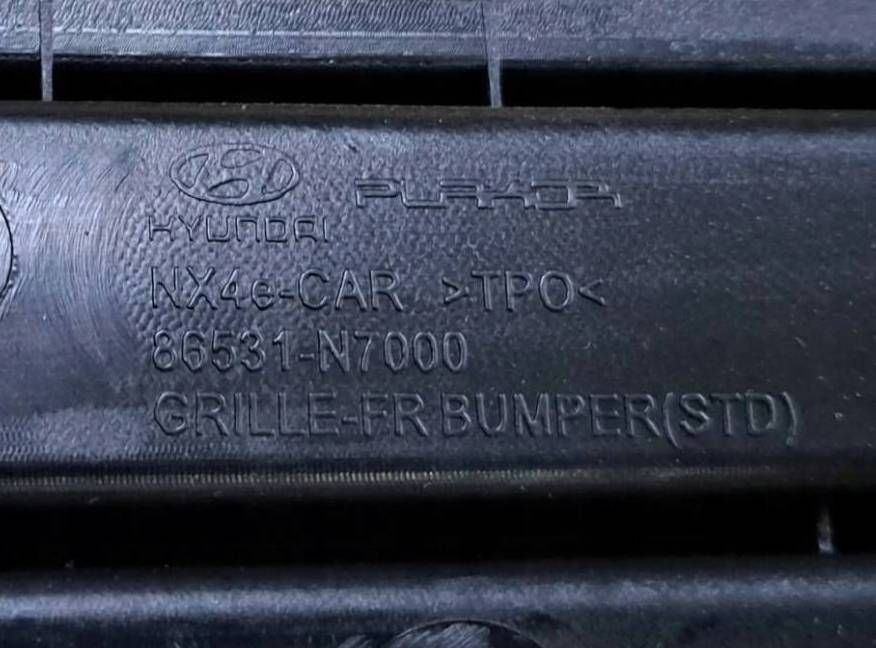 HYUNDAI PLAKOR
NX4e-CAR >TPO<
86531-N7000
GRILLE-FR BUMPER(STD)